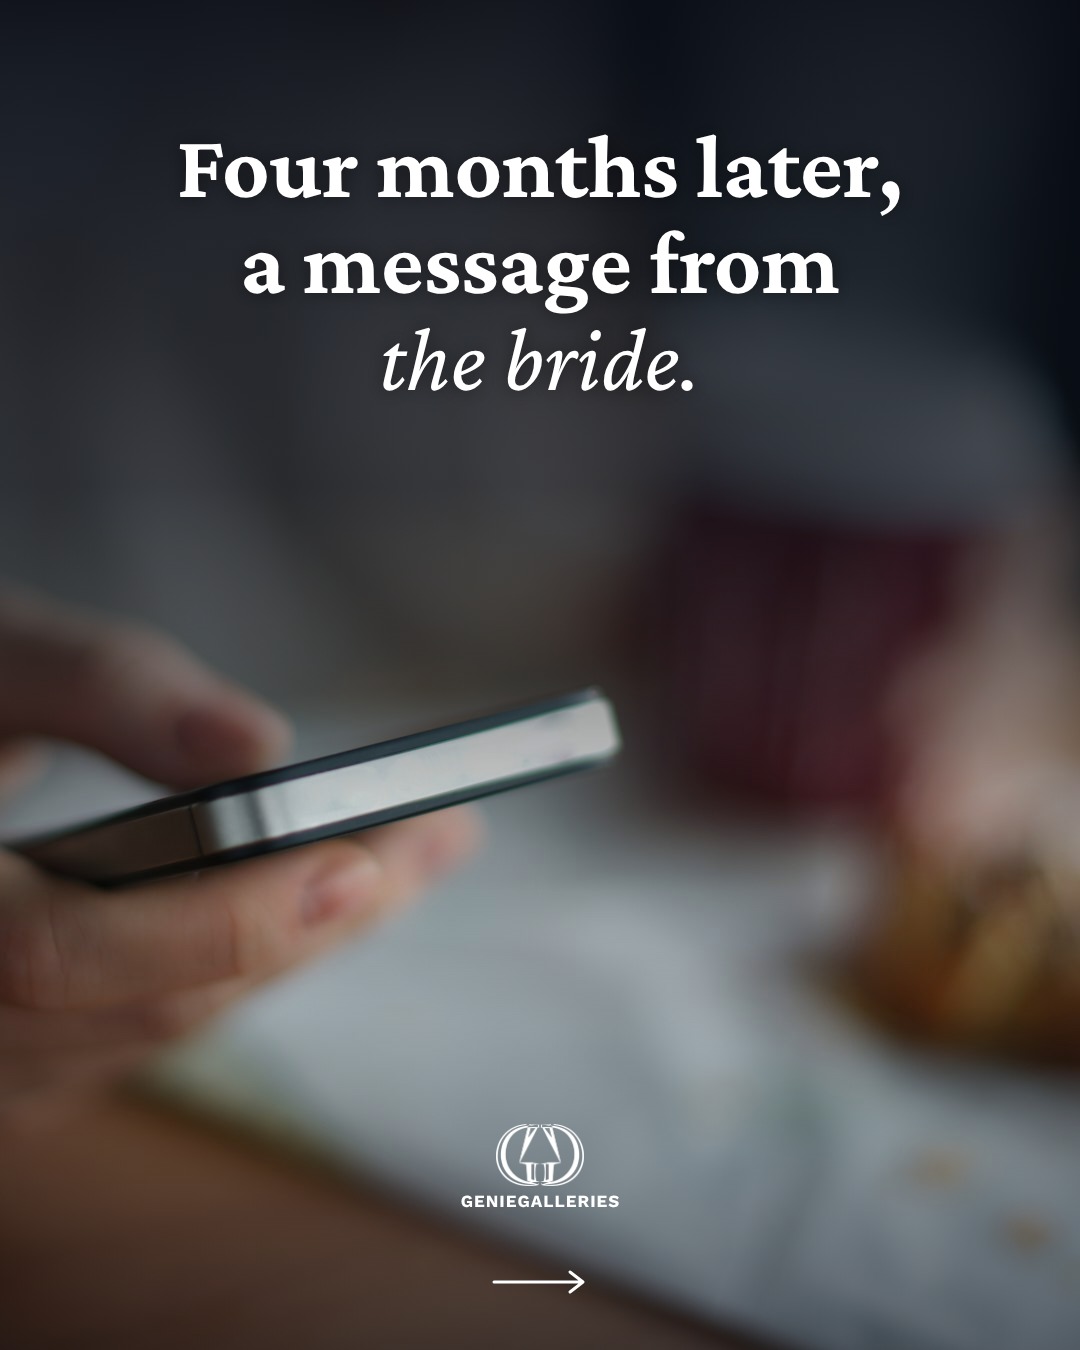 Four months later,
a message from
the bride.
GENIEGALLERIES